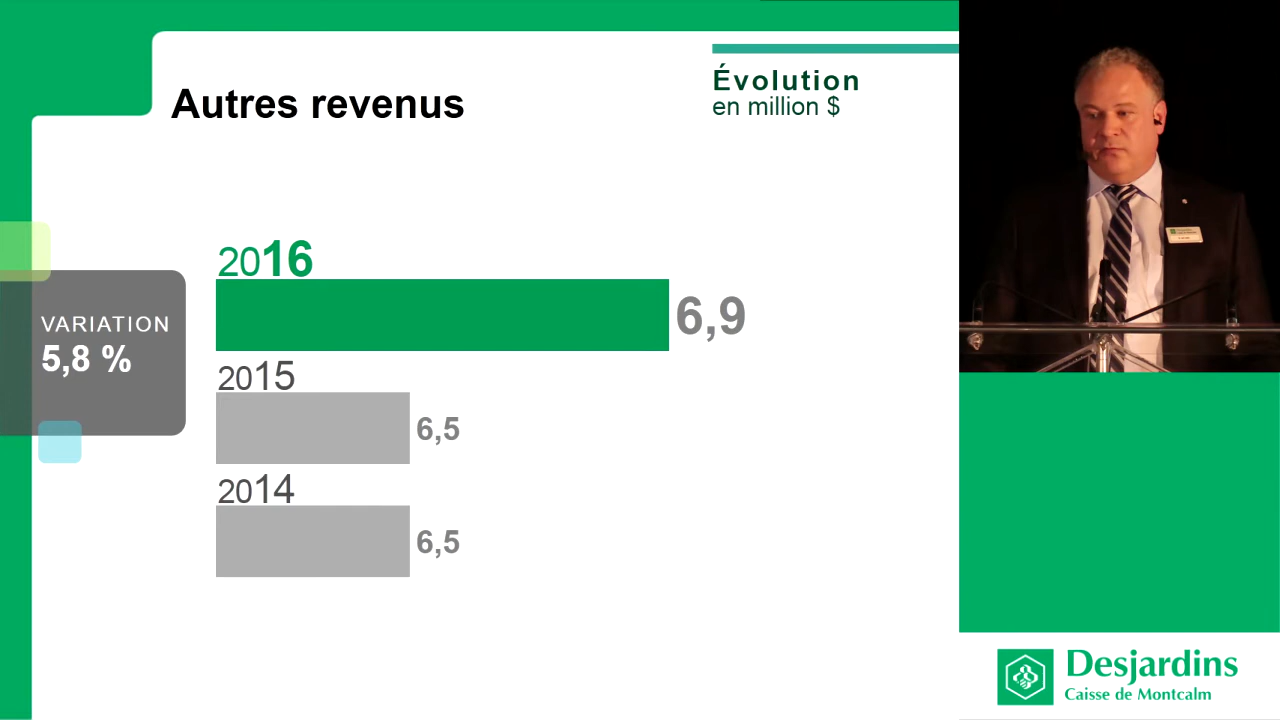 Autres revenus
Évolution
en million $
VARIATION
5,8 %
2016
6,9
2015
6,5
2014
6,5
Desjardins
Caisse de Montcalm